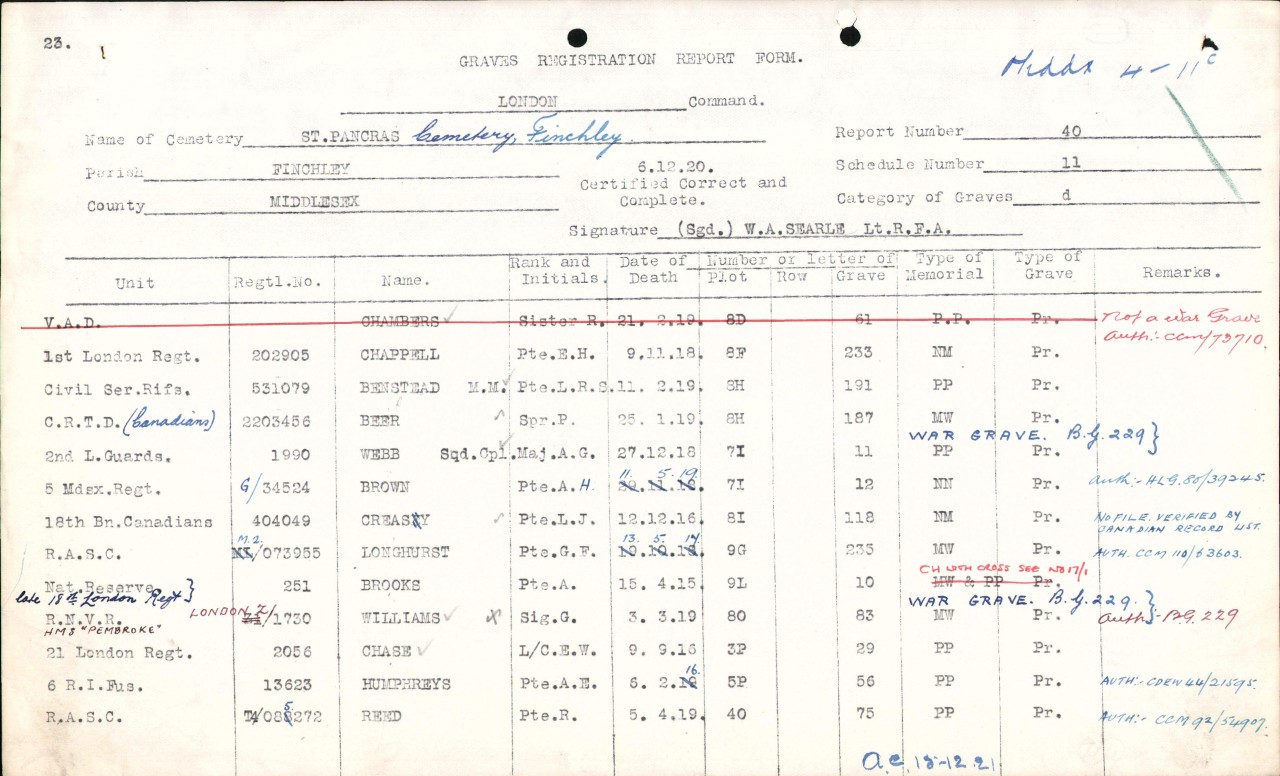 23.
GRAVES REGISTRATION REPORT FORM.
Middx 4-11c
LONDON Command.
Name of Cemetery ST.PANCRAS Cemetery, Finchley. Report Number 40
Parish FINCHLEY 6.12.20. Schedule Number 11
Certified Correct and
County MIDDLESEX Complete. Category of Graves d
Signature (Sgd.) W.A.SEARLE Lt.R.F.A.
Unit Regtl.No. Name. Rank and Initials. Date of Death Number or letter of Plot Row Grave Type of Memorial Type of Grave Remarks.
V.A.D. CHAMBERS Sister R. 21. 2.19. 8D 61 P.P. Pr. Not a War Grave
Auth:- CCM/73710.
1st London Regt. 202905 CHAPPELL Pte.E.H. 9.11.18. 8F 233 NM Pr.
Civil Ser.Rifs. 531079 BENSTEAD M.M. Pte.L.R.S. 11. 2.19. 8H 191 PP Pr.
C.R.T.D. (Canadians) 2203456 BEER Spr.P. 25. 1.19. 8H 187 MW Pr.
WAR GRAVE. B.G.229}
2nd L.Guards. 1990 WEBB Sqd.Cpl.Maj.A.G. 27.12.18 7I 11 PP Pr.
11. 5. 19.
5 Mdsx.Regt. G/34524 BROWN Pte.A.H. 7I 12 NN Pr. Auth:- HLG.80/39245.
18th Bn.Canadians 404049 CREASY Pte.L.J. 12.12.16. 8I 118 NM Pr. NO FILE. VERIFIED BY
CANADIAN RECORD LIST.
M.2. 13. 5. 17.
R.A.S.C. /073955 LONGHURST Pte.G.F. 9G 235 MW Pr. AUTH. CCM 110/63603.
CH WITH CROSS SEE NO 17/1
Nat.Reserve 251 BROOKS Pte.A. 15. 4.15. 9L 10 MW & PP Pr.
late 18th London Regt} WAR GRAVE. B.G.229.}
R.N.V.R. LONDON Z/1730 WILLIAMS Sig.G. 3. 3.19 80 83 MW Pr. Auth:- B.G.229
HMS "PEMBROKE"
21 London Regt. 2056 CHASE L/C.E.W. 9. 9.16 3P 29 PP Pr.
16.
6 R.I.Fus. 13623 HUMPHREYS Pte.A.E. 6. 2. 5P 56 PP Pr. AUTH:- CDEW44/21595.
5
R.A.S.C. T4/088272 REED Pte.R. 5. 4.19. 40 75 PP Pr. AUTH:- CCM 92/54907.